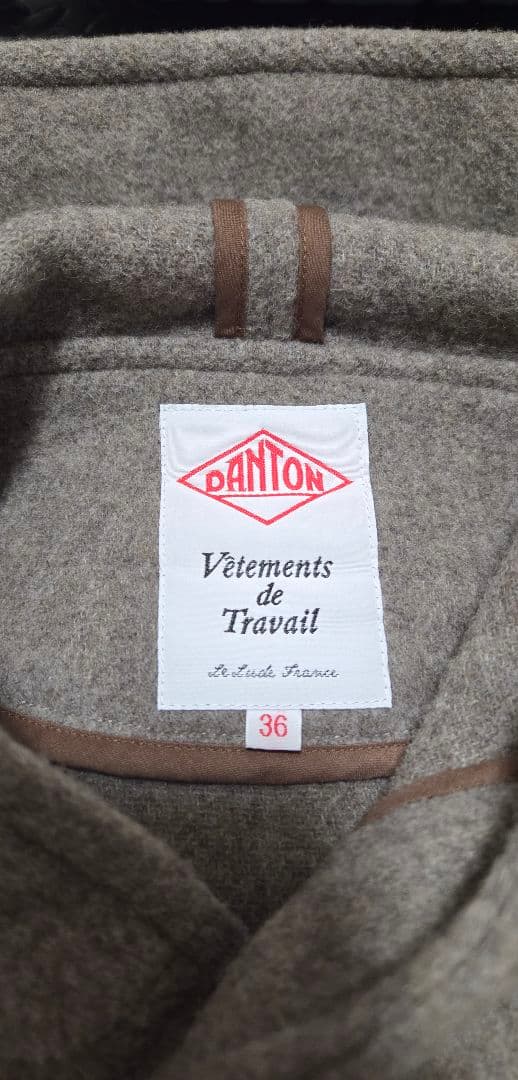 DANTON
Vêtements
de
Travail
Le Lude France
36